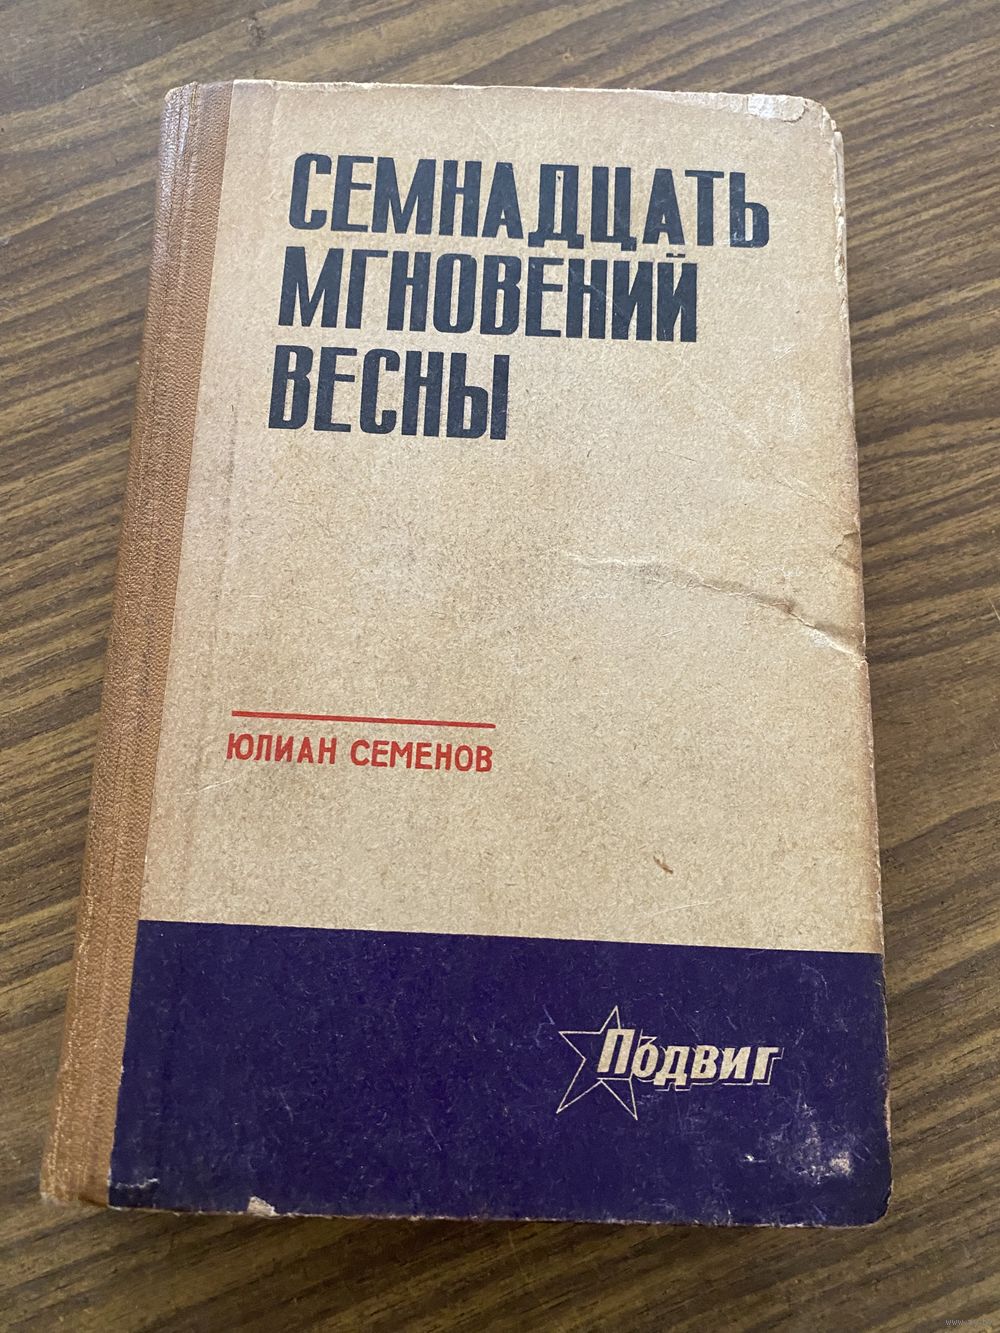 СЕМНАДЦАТЬ
МГНОВЕНИЙ
ВЕСНЫ
ЮЛИАН СЕМЕНОВ
Подвиг